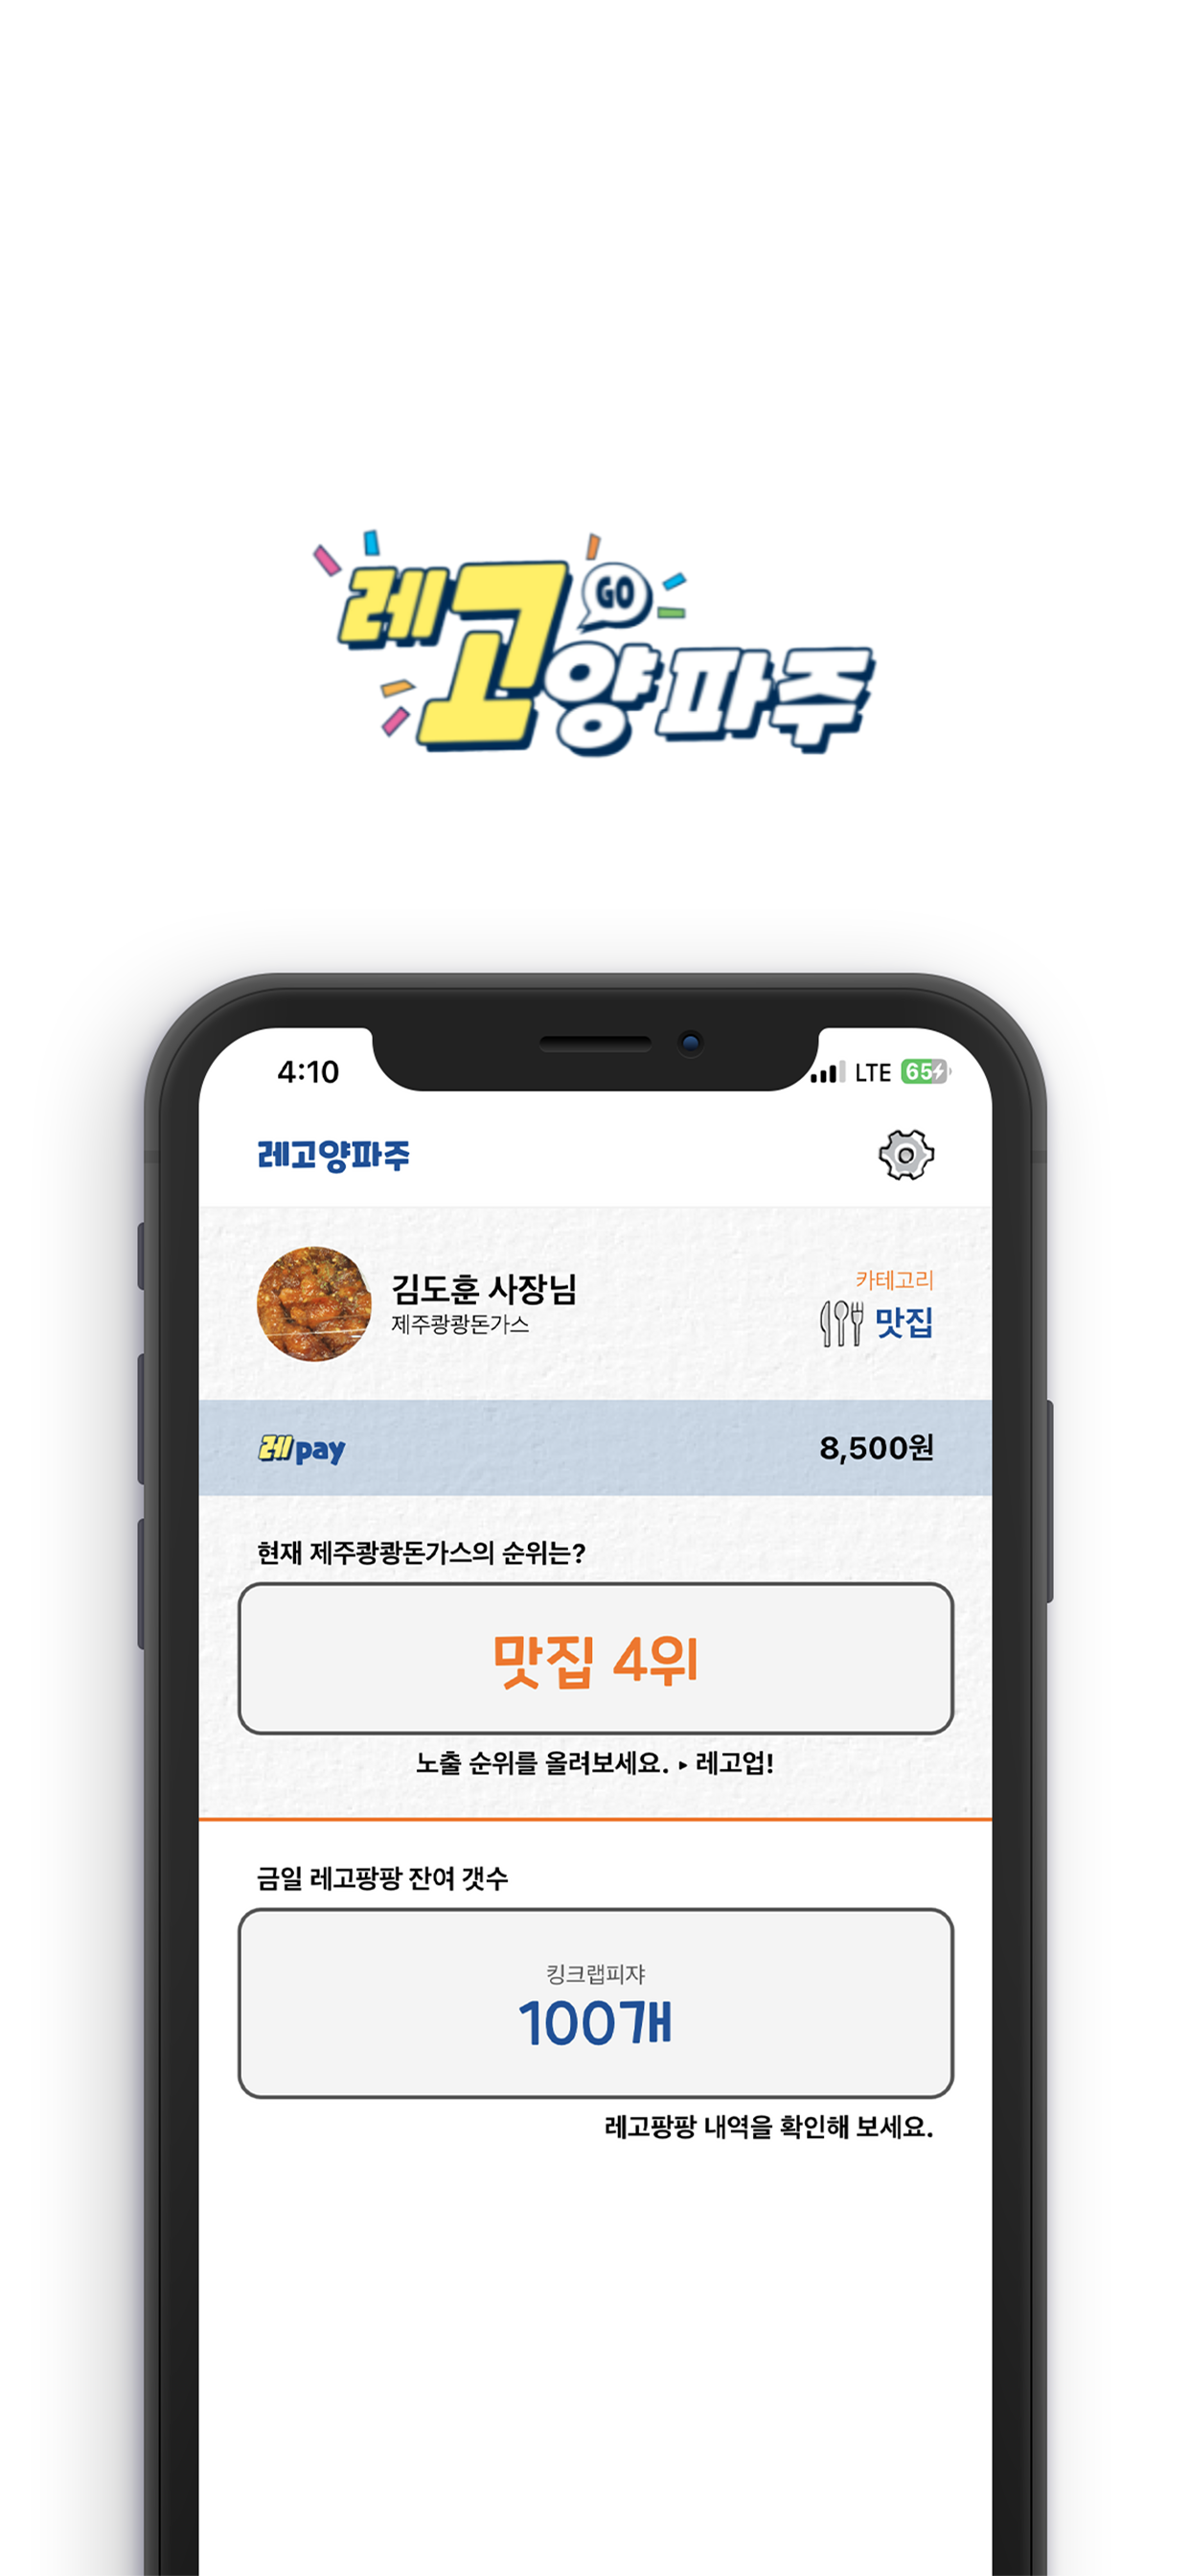 레고양파주
GO
4:10 LTE 65
레고양파주
김도훈 사장님
제주쾅쾅돈가스
카테고리
맛집
레pay 8,500원
현재 제주쾅쾅돈가스의 순위는?
맛집 4위
노출 순위를 올려보세요. ▸ 레고업!
금일 레고팡팡 잔여 갯수
킹크랩피쟈
100개
레고팡팡 내역을 확인해 보세요.